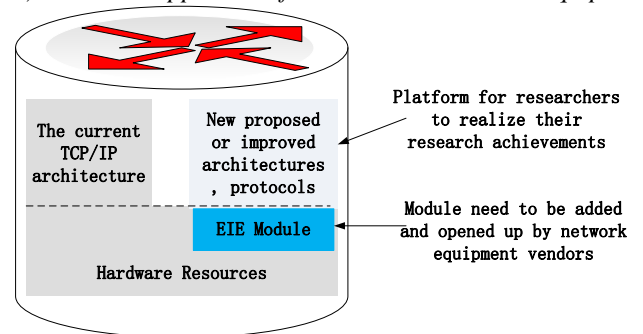 The current
TCP/IP
architecture
New proposed
or improved
architectures
, protocols
Platform for researchers
to realize their
research achievements
EIE Module
Module need to be added
and opened up by network
equipment vendors
Hardware Resources